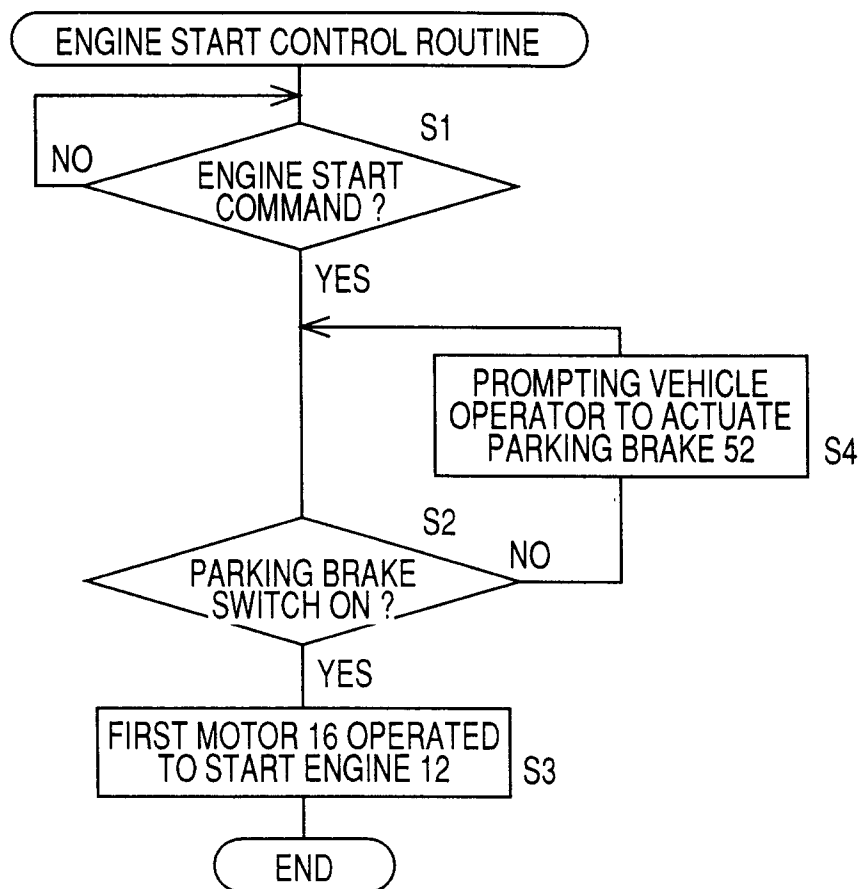 ENGINE START CONTROL ROUTINE
S1
NO
ENGINE START
COMMAND ?
YES
PROMPTING VEHICLE
OPERATOR TO ACTUATE
PARKING BRAKE 52
S4
S2
NO
PARKING BRAKE
SWITCH ON ?
YES
FIRST MOTOR 16 OPERATED
TO START ENGINE 12
S3
END